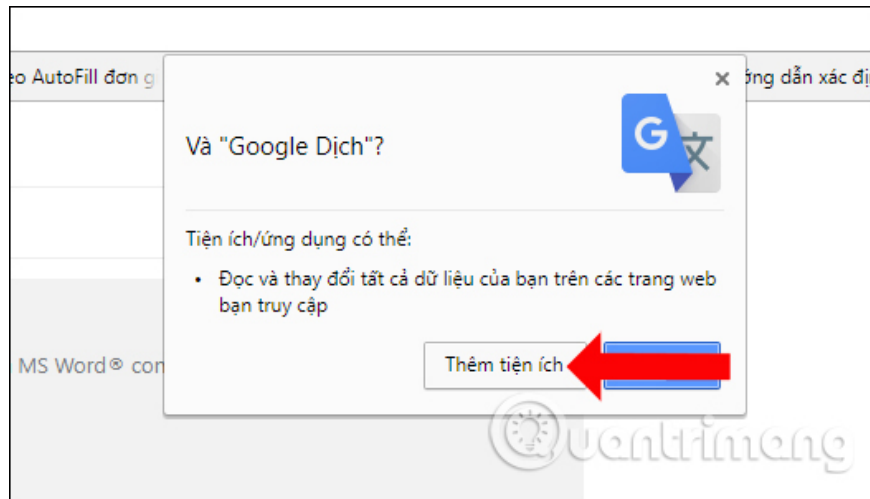 eo AutoFill đơn g
ớng dẫn xác đị
Và "Google Dịch"?
G 文
Tiện ích/ứng dụng có thể:
• Đọc và thay đổi tất cả dữ liệu của bạn trên các trang web
bạn truy cập
MS Word® con
Thêm tiện ích
Quantrimang